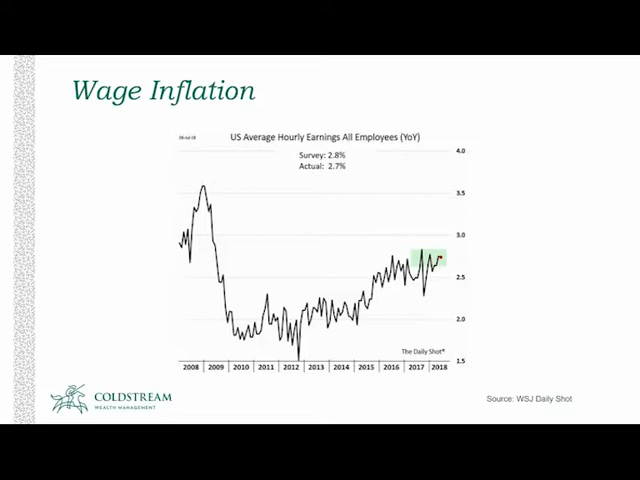 Wage Inflation
US Average Hourly Earnings All Employees (YoY)
Survey: 2.8%
Actual: 2.7%
4.0
3.5
3.0
2.5
2.0
1.5
The Daily Shot®
2008 2009 2010 2011 2012 2013 2014 2015 2016 2017 2018
COLDSTREAM
WEALTH MANAGEMENT
Source: WSJ Daily Shot